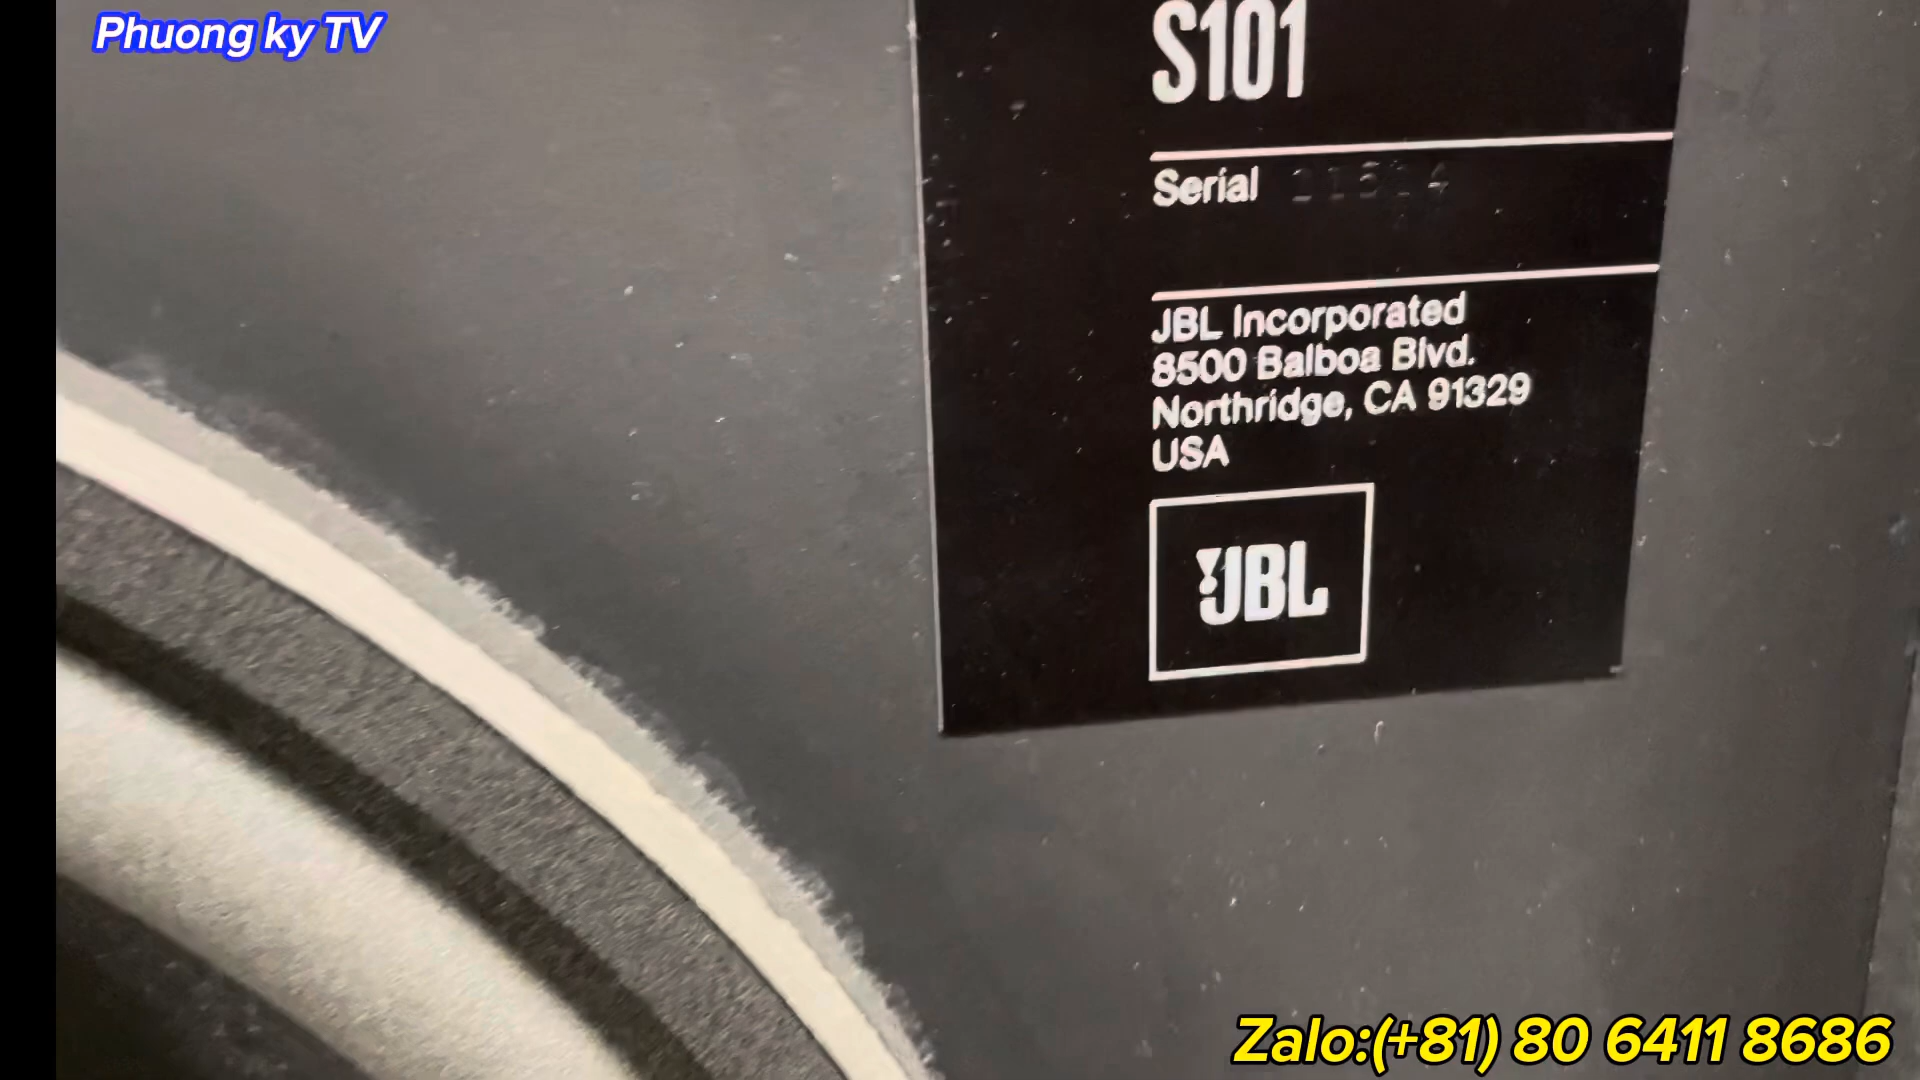 Phuong ky TV
S101
Serial
JBL Incorporated
8500 Balboa Blvd.
Northridge, CA 91329
USA
JBL
Zalo:(+81) 80 6411 8686